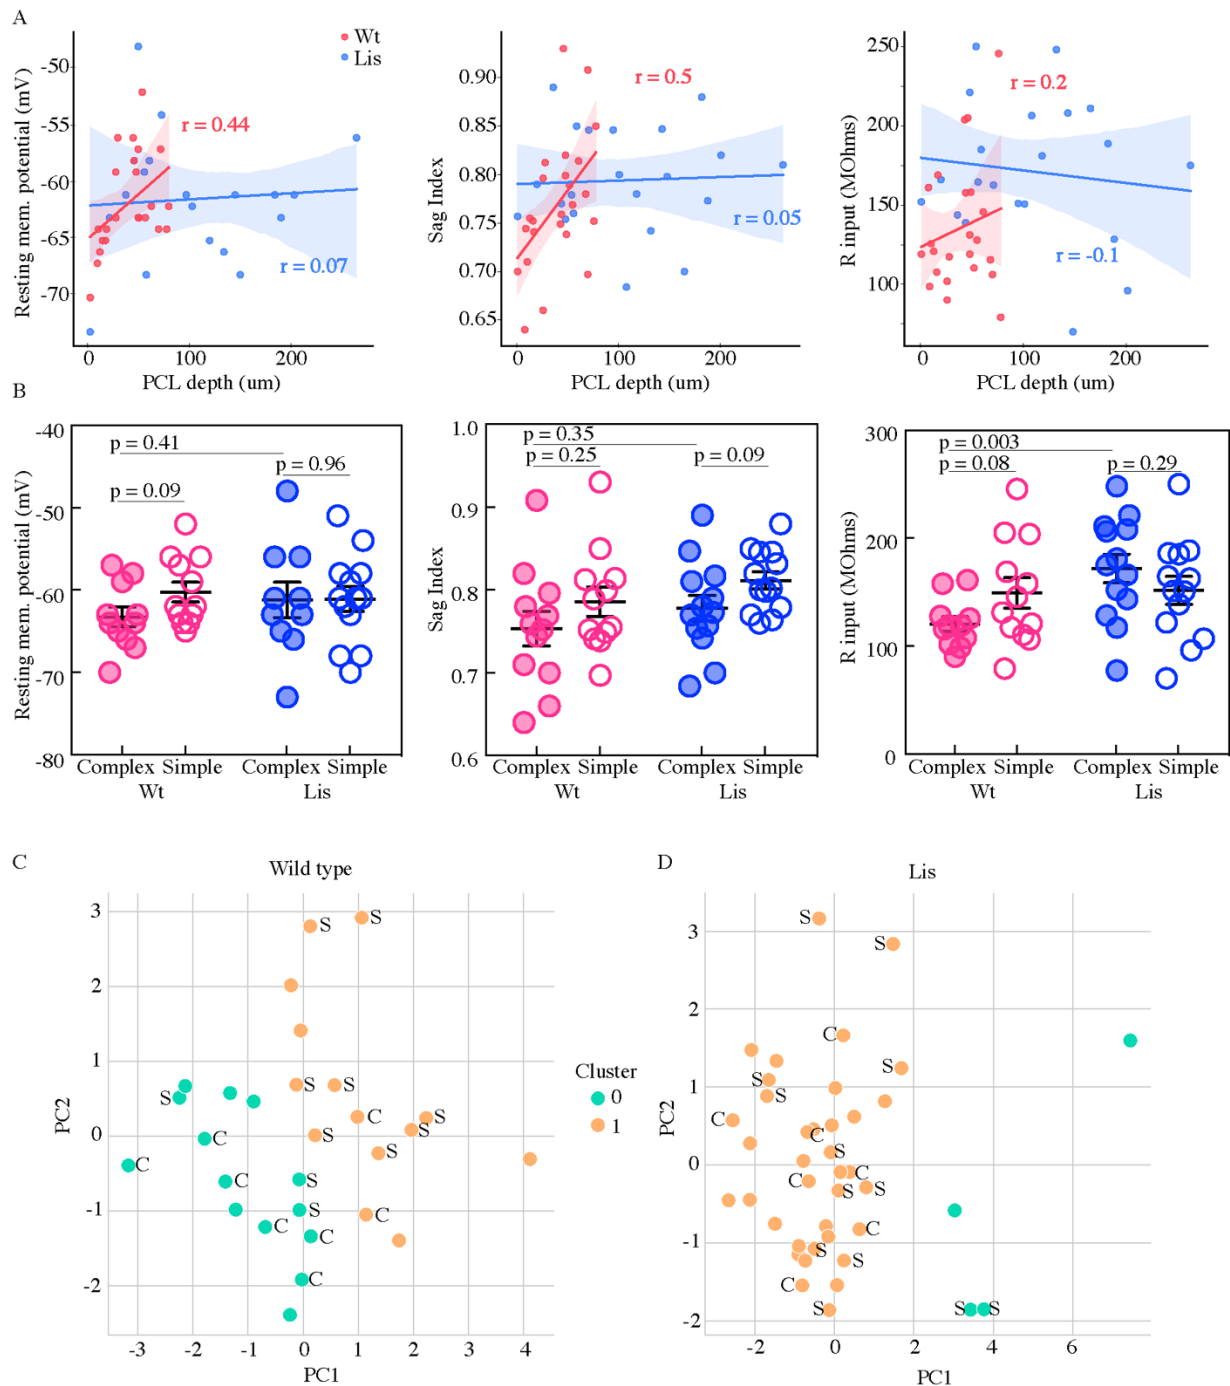 A
Resting mem. potential (mV)
-50
-55
-60
-65
-70
0
100
200
PCL depth (um)
Wt
Lis
r = 0.44
r = 0.07
Sag Index
0.90
0.85
0.80
0.75
0.70
0.65
0
100
200
PCL depth (um)
r = 0.5
r = 0.05
R input (MOhms)
250
200
150
100
0
100
200
PCL depth (um)
r = 0.2
r = -0.1
B
Resting mem. potential (mV)
-40
-50
-60
-70
-80
p = 0.41
p = 0.96
p = 0.09
Complex Simple Complex Simple
Wt Lis
Sag Index
1.0
0.9
0.8
0.7
0.6
p = 0.35
p = 0.25
p = 0.09
Complex Simple Complex Simple
Wt Lis
R input (MOhms)
300
200
100
0
p = 0.003
p = 0.08
p = 0.29
Complex Simple Complex Simple
Wt Lis
C
Wild type
PC2
3
2
1
0
-1
-2
S
S
S
S
S
C
S
S
S
C
S
C
C
S
S
C
C
C
C
-3 -2 -1 0 1 2 3 4
PC1
Cluster
0
1
D
Lis
PC2
3
2
1
0
-1
-2
S
S
C
S
S
S
C
C
S
C
C
S
S
C
S
S
C
S
S
S
-2 0 2 4 6
PC1